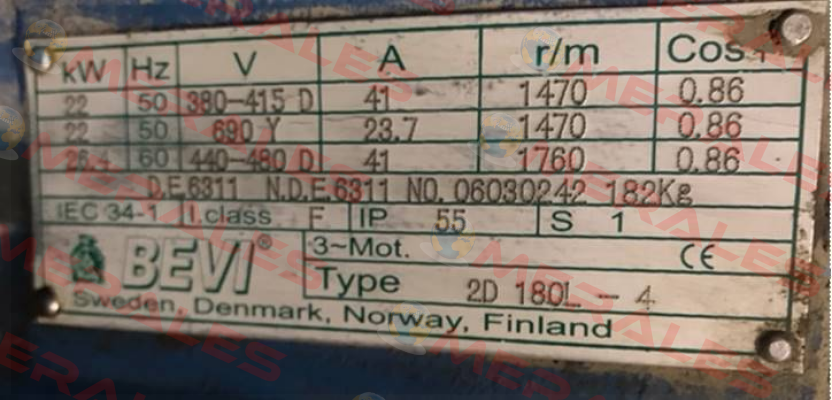 kW Hz V A r/m Cos
22 50 380-415 D 41 1470 0.86
22 50 690 Y 23.7 1470 0.86
26.4 60 440-480 D 41 1760 0.86
D.E.6311 N.D.E.6311 NO. 06030242 182Kg
IEC 34-1 I.class F IP 55 S 1
BEVI® 3~Mot. CE
Type 2D 180L - 4
Sweden, Denmark, Norway, Finland